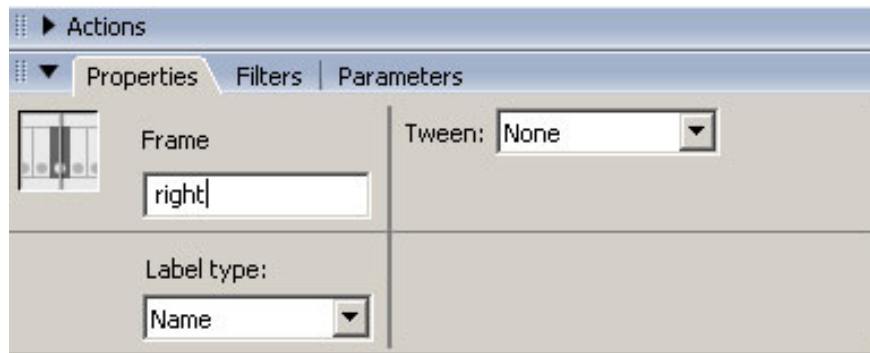 Actions
Properties Filters | Parameters
Frame
Tween: None
right
Label type:
Name